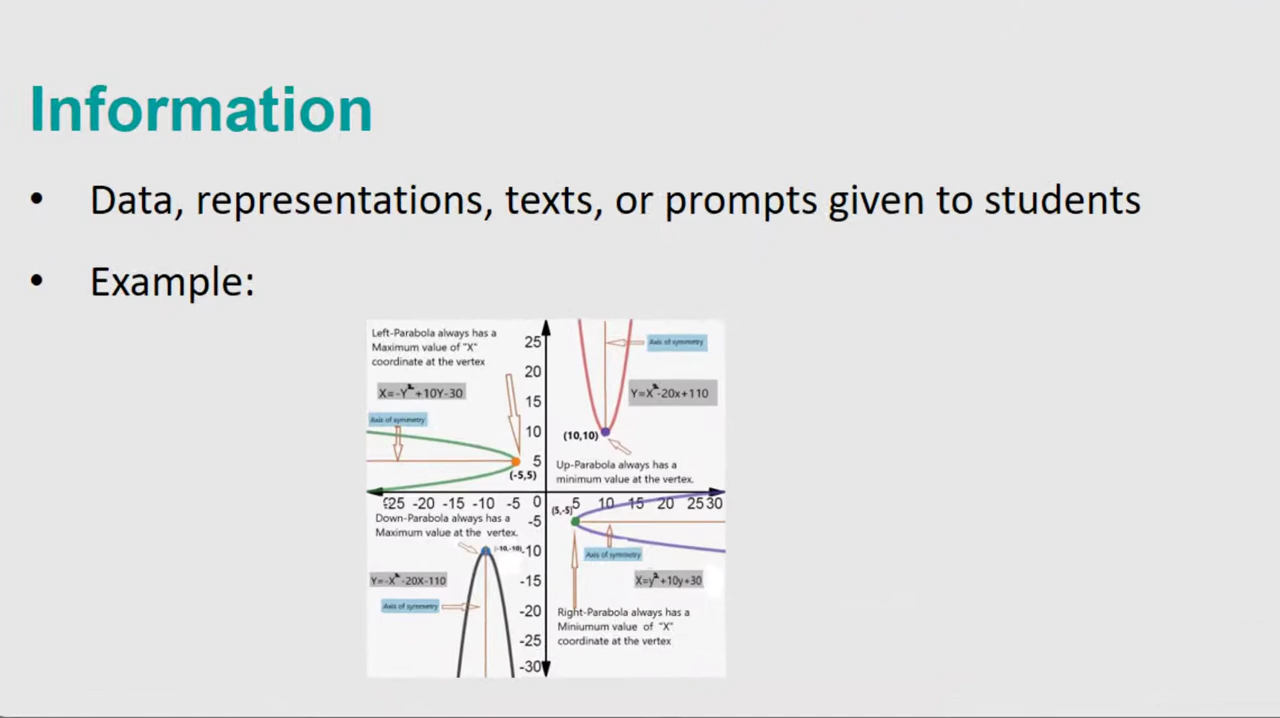 Information
• Data, representations, texts, or prompts given to students
• Example:
Left-Parabola always has a
Maximum value of "X"
coordinate at the vertex
X=-Y²+10Y-30
Axis of symmetry
(-5,5)
25
20
15
10
5
0
Axis of symmetry
Y=X²-20x+110
(10,10)
Up-Parabola always has a
minimum value at the vertex.
-25 -20 -15 -10 -5
5 10 15 20 25 30
Down-Parabola always has a
Maximum value at the vertex.
(-10,-10)
Y=-X²-20X-110
Axis of symmetry
-5
-10
-15
-20
-25
-30
(5,-5)
Axis of symmetry
X=y²+10y+30
Right-Parabola always has a
Miniumum value of "X"
coordinate at the vertex